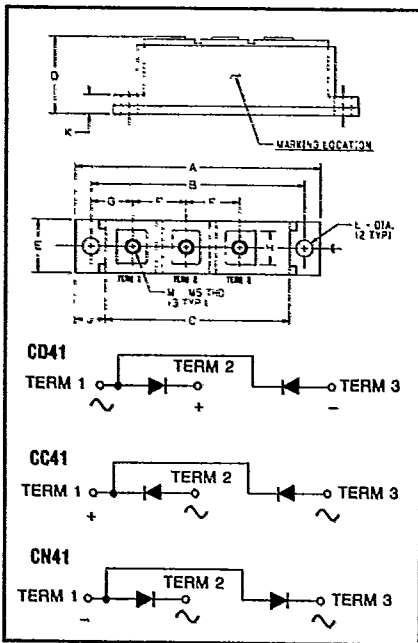 D
K
MARKING LOCATION
A
B
G F F
E
H
L - DIA.
(2 TYP)
TERM 1 TERM 2 TERM 3
M - M5 THD
(3 TYP)
J C
CD41
TERM 1 TERM 2 TERM 3
~ + -
CC41
TERM 1 TERM 2 TERM 3
+ ~ ~
CN41
TERM 1 TERM 2 TERM 3
- ~ ~